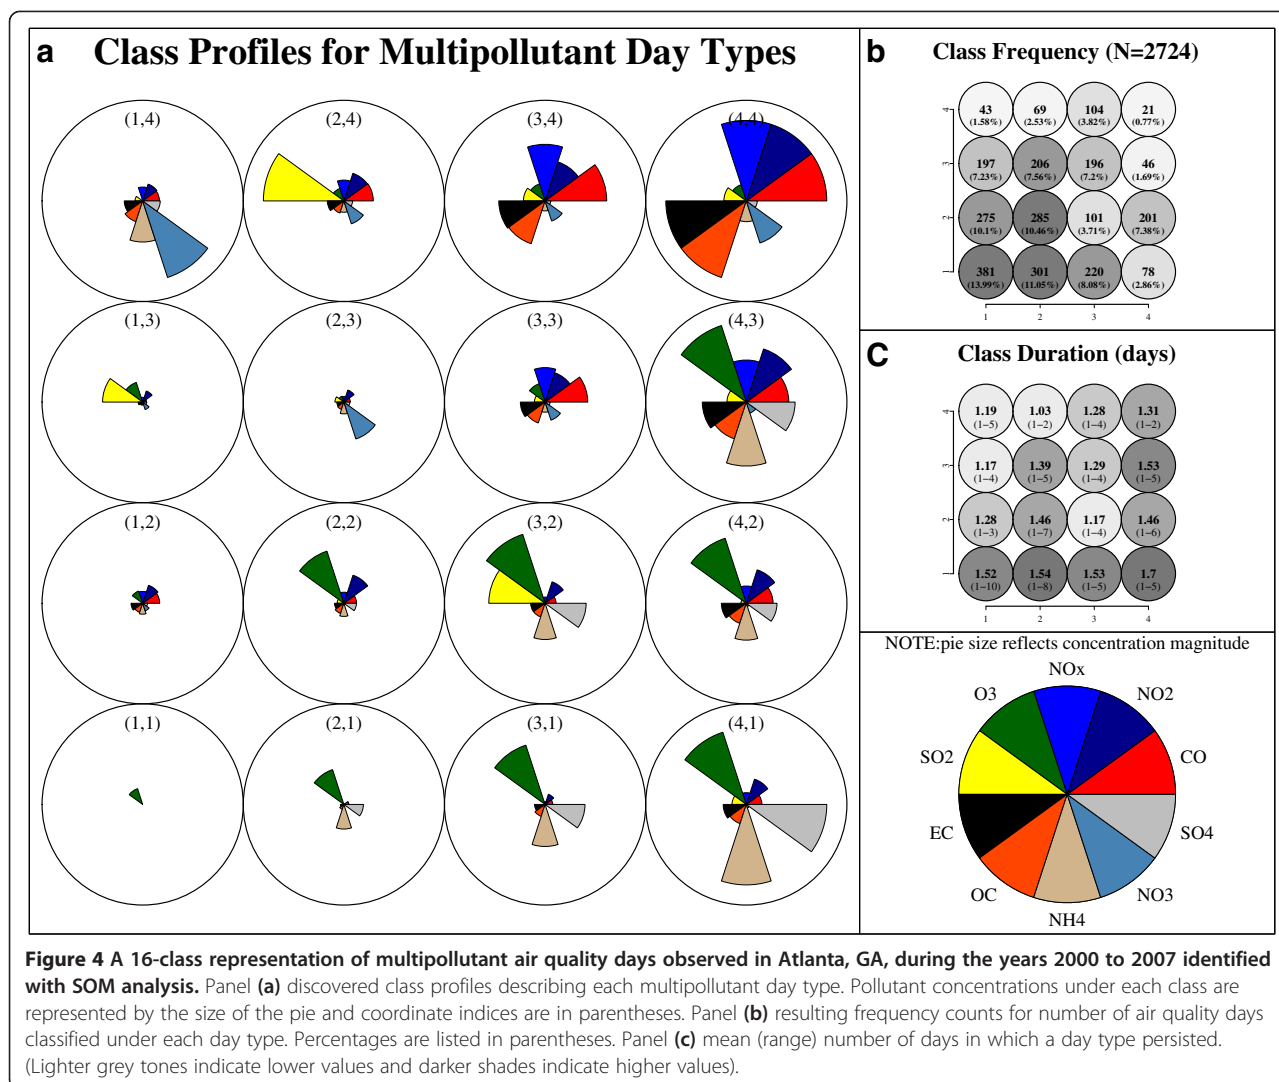 a Class Profiles for Multipollutant Day Types
(1,4) (2,4) (3,4) (4,4)
(1,3) (2,3) (3,3) (4,3)
(1,2) (2,2) (3,2) (4,2)
(1,1) (2,1) (3,1) (4,1)
b Class Frequency (N=2724)
4 43 69 104 21
(1.58%) (2.53%) (3.82%) (0.77%)
3 197 206 196 46
(7.23%) (7.56%) (7.2%) (1.69%)
2 275 285 101 201
(10.1%) (10.46%) (3.71%) (7.38%)
1 381 301 220 78
(13.99%) (11.05%) (8.08%) (2.86%)
1 2 3 4
C Class Duration (days)
4 1.19 1.03 1.28 1.31
(1−5) (1−2) (1−4) (1−2)
3 1.17 1.39 1.29 1.53
(1−4) (1−5) (1−4) (1−5)
2 1.28 1.46 1.17 1.46
(1−3) (1−7) (1−4) (1−6)
1 1.52 1.54 1.53 1.7
(1−10) (1−8) (1−5) (1−5)
1 2 3 4
NOTE:pie size reflects concentration magnitude
NOx
O3 NO2
SO2 CO
EC SO4
OC NO3
NH4
Figure 4 A 16-class representation of multipollutant air quality days observed in Atlanta, GA, during the years 2000 to 2007 identified
with SOM analysis. Panel (a) discovered class profiles describing each multipollutant day type. Pollutant concentrations under each class are
represented by the size of the pie and coordinate indices are in parentheses. Panel (b) resulting frequency counts for number of air quality days
classified under each day type. Percentages are listed in parentheses. Panel (c) mean (range) number of days in which a day type persisted.
(Lighter grey tones indicate lower values and darker shades indicate higher values).